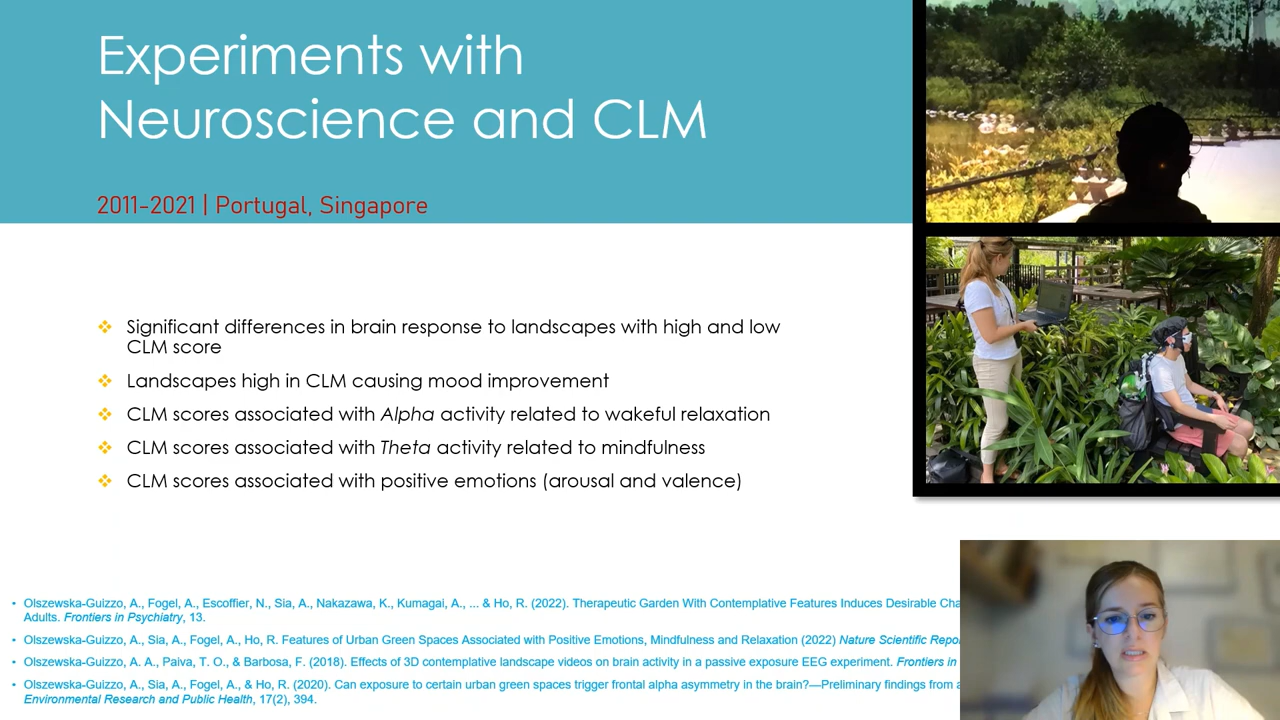 Experiments with
Neuroscience and CLM
2011-2021 | Portugal, Singapore
❖ Significant differences in brain response to landscapes with high and low
CLM score
❖ Landscapes high in CLM causing mood improvement
❖ CLM scores associated with Alpha activity related to wakeful relaxation
❖ CLM scores associated with Theta activity related to mindfulness
❖ CLM scores associated with positive emotions (arousal and valence)
• Olszewska-Guizzo, A., Fogel, A., Escoffier, N., Sia, A., Nakazawa, K., Kumagai, A., ... & Ho, R. (2022). Therapeutic Garden With Contemplative Features Induces Desirable Cha
Adults. Frontiers in Psychiatry, 13.
• Olszewska-Guizzo, A., Sia, A., Fogel, A., Ho, R. Features of Urban Green Spaces Associated with Positive Emotions, Mindfulness and Relaxation (2022) Nature Scientific Repo
• Olszewska-Guizzo, A. A., Paiva, T. O., & Barbosa, F. (2018). Effects of 3D contemplative landscape videos on brain activity in a passive exposure EEG experiment. Frontiers in
• Olszewska-Guizzo, A., Sia, A., Fogel, A., & Ho, R. (2020). Can exposure to certain urban green spaces trigger frontal alpha asymmetry in the brain?—Preliminary findings from a
Environmental Research and Public Health, 17(2), 394.